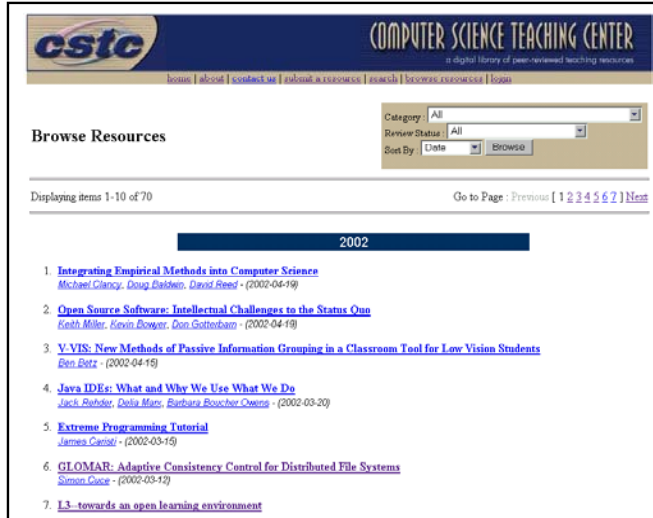 cstc
COMPUTER SCIENCE TEACHING CENTER
a digital library of peer-reviewed teaching resources
home | about | contact us | submit a resource | search | browse resources | login
Browse Resources
Category : All
Review Status : All
Sort By : Date Browse
Displaying items 1-10 of 70
Go to Page : Previous [ 1 2 3 4 5 6 7 ] Next
2002
1. Integrating Empirical Methods into Computer Science
Michael Clancy, Doug Baldwin, David Reed - (2002-04-19)
2. Open Source Software: Intellectual Challenges to the Status Quo
Keith Miller, Kevin Bowyer, Don Gotterbarn - (2002-04-19)
3. V-VIS: New Methods of Passive Information Grouping in a Classroom Tool for Low Vision Students
Ben Betz - (2002-04-15)
4. Java IDEs: What and Why We Use What We Do
Jack Rehder, Delia Marx, Barbara Boucher Owens - (2002-03-20)
5. Extreme Programming Tutorial
James Caristi - (2002-03-15)
6. GLOMAR: Adaptive Consistency Control for Distributed File Systems
Simon Cuce - (2002-03-12)
7. L3--towards an open learning environment